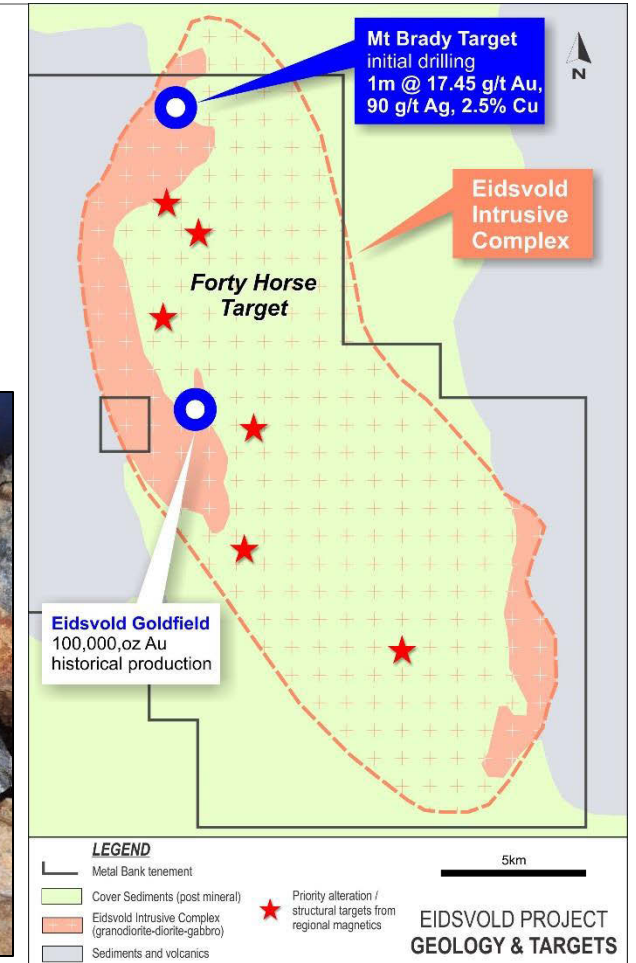 Mt Brady Target
initial drilling
1m @ 17.45 g/t Au,
90 g/t Ag, 2.5% Cu
N
Eidsvold
Intrusive
Complex
Forty Horse
Target
Eidsvold Goldfield
100,000,oz Au
historical production
LEGEND
Metal Bank tenement
Cover Sediments (post mineral)
Eidsvold Intrusive Complex
(granodiorite-diorite-gabbro)
Sediments and volcanics
Priority alteration /
structural targets from
regional magnetics
5km
EIDSVOLD PROJECT
GEOLOGY & TARGETS